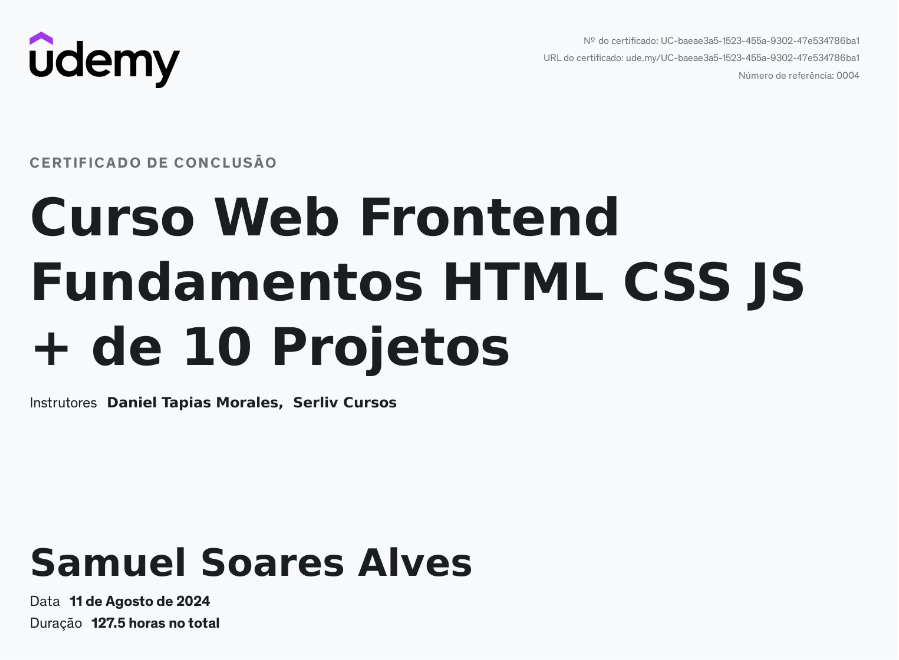 udemy
Nº do certificado: UC-baeae3a5-1523-455a-9302-47e534786ba1
URL do certificado: ude.my/UC-baeae3a5-1523-455a-9302-47e534786ba1
Número de referência: 0004
CERTIFICADO DE CONCLUSÃO
Curso Web Frontend
Fundamentos HTML CSS JS
+ de 10 Projetos
Instrutores Daniel Tapias Morales, Serliv Cursos
Samuel Soares Alves
Data 11 de Agosto de 2024
Duração 127.5 horas no total